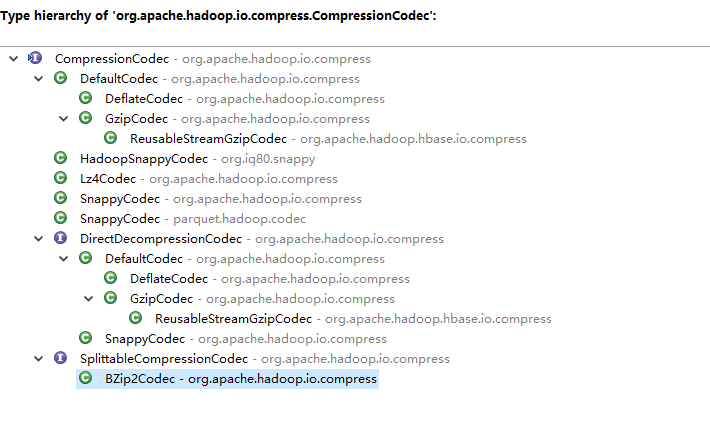 Type hierarchy of 'org.apache.hadoop.io.compress.CompressionCodec':
CompressionCodec - org.apache.hadoop.io.compress
DefaultCodec - org.apache.hadoop.io.compress
DeflateCodec - org.apache.hadoop.io.compress
GzipCodec - org.apache.hadoop.io.compress
ReusableStreamGzipCodec - org.apache.hadoop.hbase.io.compress
HadoopSnappyCodec - org.iq80.snappy
Lz4Codec - org.apache.hadoop.io.compress
SnappyCodec - org.apache.hadoop.io.compress
SnappyCodec - parquet.hadoop.codec
DirectDecompressionCodec - org.apache.hadoop.io.compress
DefaultCodec - org.apache.hadoop.io.compress
DeflateCodec - org.apache.hadoop.io.compress
GzipCodec - org.apache.hadoop.io.compress
ReusableStreamGzipCodec - org.apache.hadoop.hbase.io.compress
SnappyCodec - org.apache.hadoop.io.compress
SplittableCompressionCodec - org.apache.hadoop.io.compress
BZip2Codec - org.apache.hadoop.io.compress